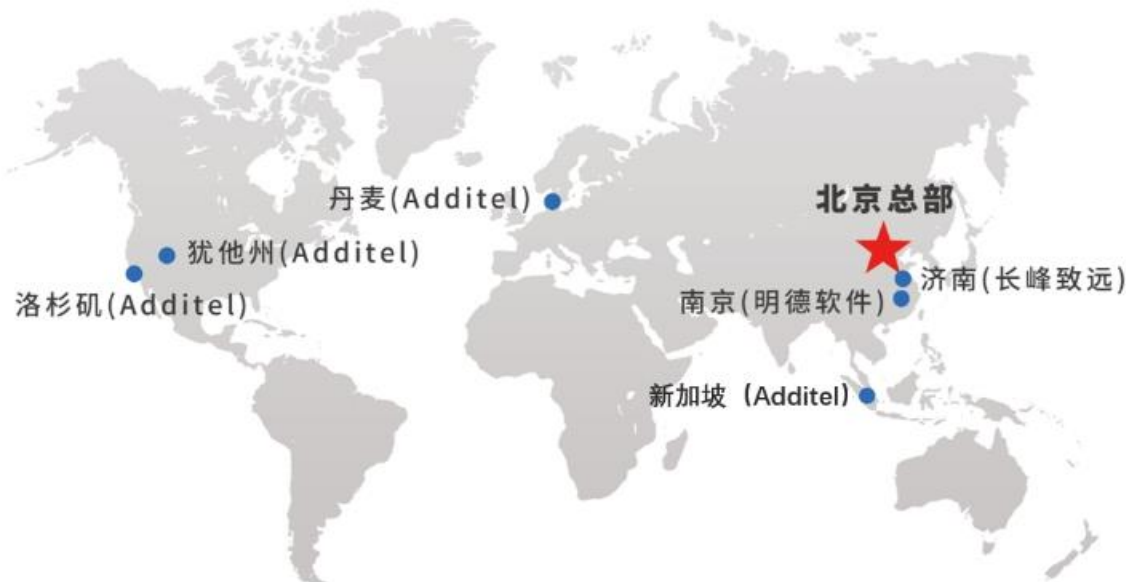 丹麦(Additel)
北京总部
犹他州(Additel)
济南(长峰致远)
洛杉矶(Additel)
南京(明德软件)
新加坡（Additel）